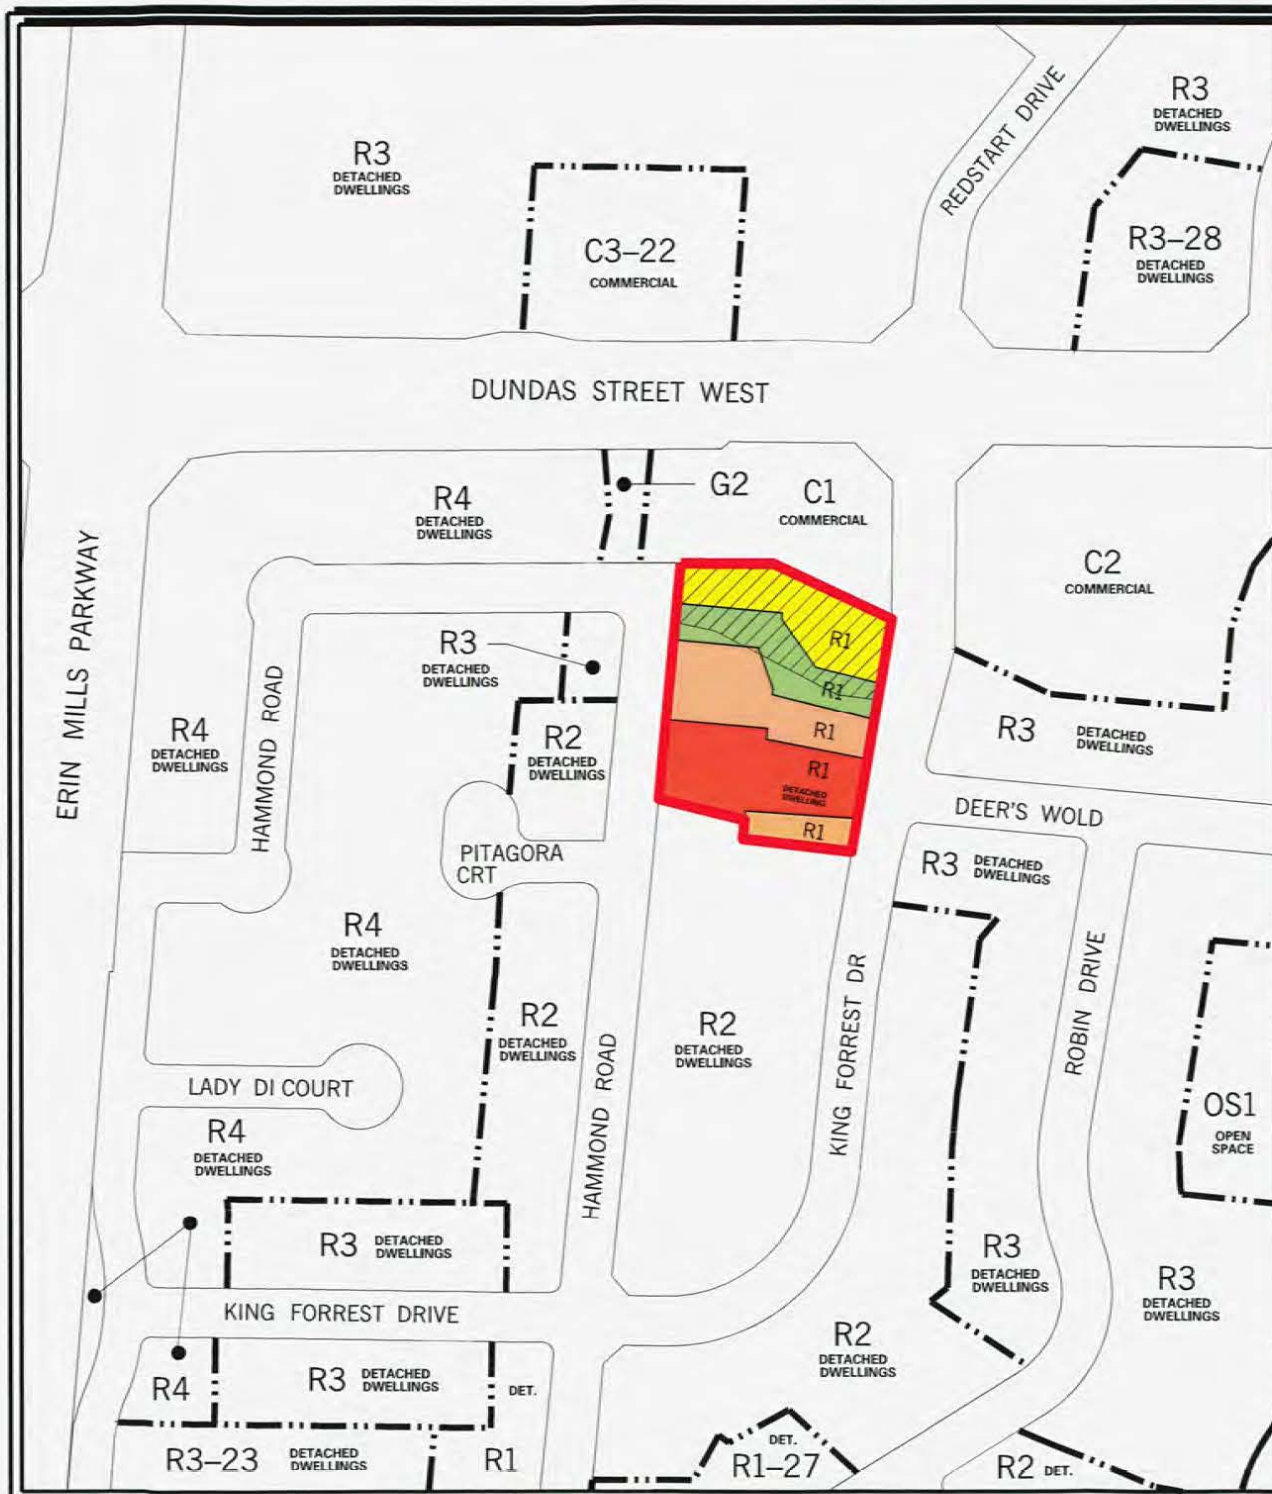 R3
DETACHED
DWELLINGS
REDSTART DRIVE
R3
DETACHED
DWELLINGS
C3–22
COMMERCIAL
R3–28
DETACHED
DWELLINGS
DUNDAS STREET WEST
R4
DETACHED
DWELLINGS
G2
C1
COMMERCIAL
C2
COMMERCIAL
ERIN MILLS PARKWAY
R3
DETACHED
DWELLINGS
R1
R1
R1
R1
DETACHED
DWELLING
R1
HAMMOND ROAD
R4
DETACHED
DWELLINGS
R2
DETACHED
DWELLINGS
R3
DETACHED
DWELLINGS
DEER'S WOLD
PITAGORA
CRT
R3
DETACHED
DWELLINGS
R4
DETACHED
DWELLINGS
R2
DETACHED
DWELLINGS
R2
DETACHED
DWELLINGS
KING FORREST DR
ROBIN DRIVE
HAMMOND ROAD
LADY DI COURT
OS1
OPEN
SPACE
R4
DETACHED
DWELLINGS
R3
DETACHED
DWELLINGS
R3
DETACHED
DWELLINGS
R3
DETACHED
DWELLINGS
KING FORREST DRIVE
R2
DETACHED
DWELLINGS
R4
R3
DETACHED
DWELLINGS
DET.
R3–23
DETACHED
DWELLINGS
R1
DET.
R1–27
R2
DET.